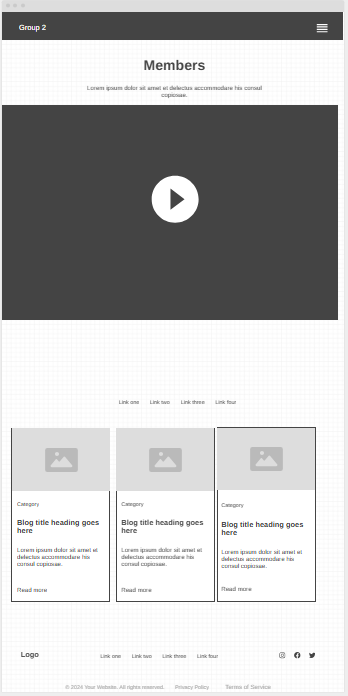 Group 2
Members
Lorem ipsum dolor sit amet et delectus accommodare his consul
copiosae.
Link one Link two Link three Link four
Category
Blog title heading goes
here
Lorem ipsum dolor sit amet et
delectus accommodare his
consul copiosae.
Read more
Category
Blog title heading goes
here
Lorem ipsum dolor sit amet et
delectus accommodare his
consul copiosae.
Read more
Category
Blog title heading goes
here
Lorem ipsum dolor sit amet et
delectus accommodare his
consul copiosae.
Read more
Logo
Link one Link two Link three Link four
© 2024 Your Website. All rights reserved. Privacy Policy Terms of Service